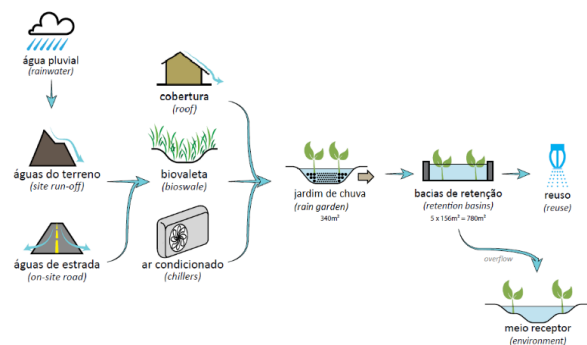 água pluvial
(rainwater)
cobertura
(roof)
águas do terreno
(site run-off)
biovaleta
(bioswale)
jardim de chuva
(rain garden)
340m²
bacias de retenção
(retention basins)
5 x 156m² = 780m²
reuso
(reuse)
águas de estrada
(on-site road)
ar condicionado
(chillers)
overflow
meio receptor
(environment)